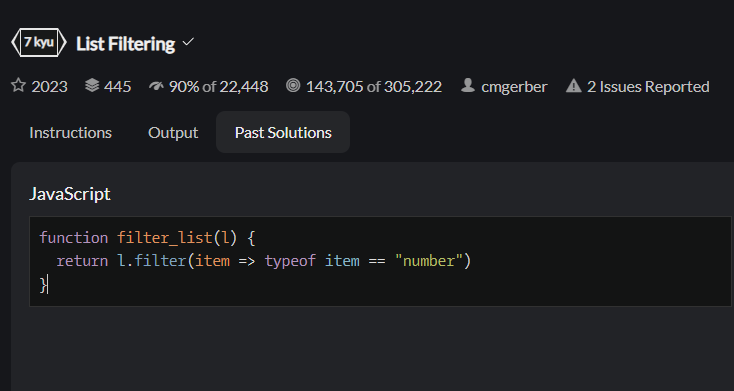 7 kyu List Filtering
2023 445 90% of 22,448 143,705 of 305,222 cmgerber 2 Issues Reported
Instructions Output Past Solutions
JavaScript
function filter_list(l) {
  return l.filter(item => typeof item == "number")
}